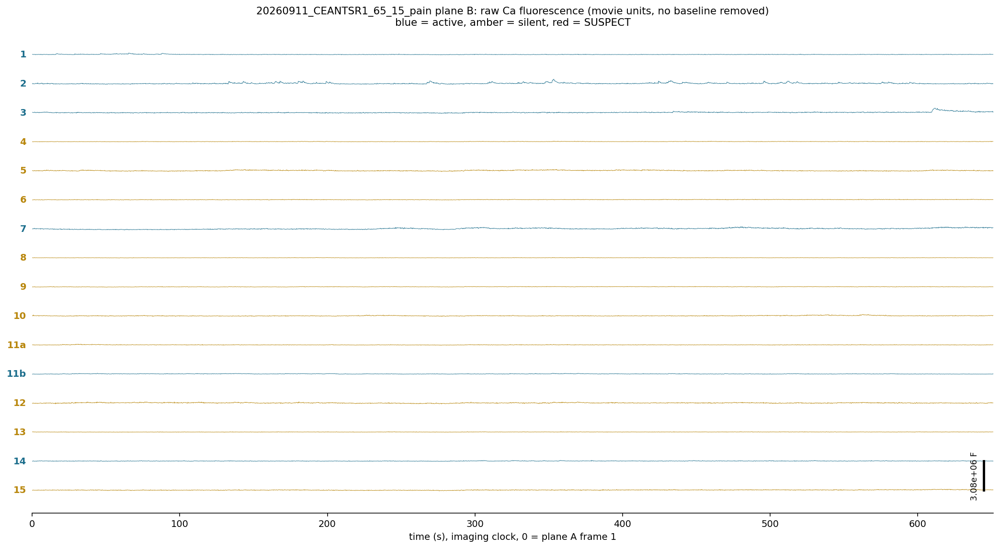 20260911_CEANTSR1_65_15_pain plane B: raw Ca fluorescence (movie units, no baseline removed)
blue = active, amber = silent, red = SUSPECT
1
2
3
4
5
6
7
8
9
10
11a
11b
12
13
14
15
3.08e+06 F
0 100 200 300 400 500 600
time (s), imaging clock, 0 = plane A frame 1